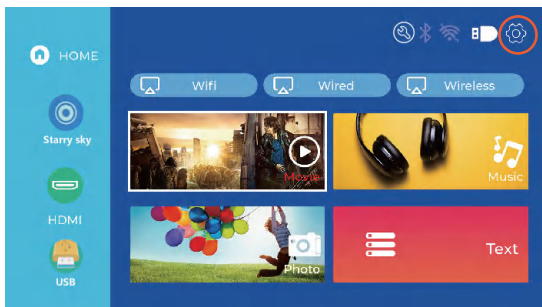 HOME
Wifi
Wired
Wireless
Starry sky
Movie
Music
HDMI
Photo
Text
USB